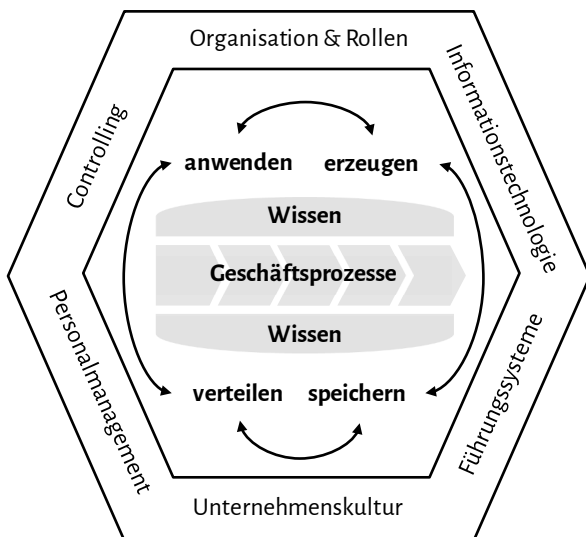 Organisation & Rollen
Controlling
Informationstechnologie
anwenden erzeugen
Wissen
Geschäftsprozesse
Wissen
verteilen speichern
Personalmanagement
Führungssysteme
Unternehmenskultur